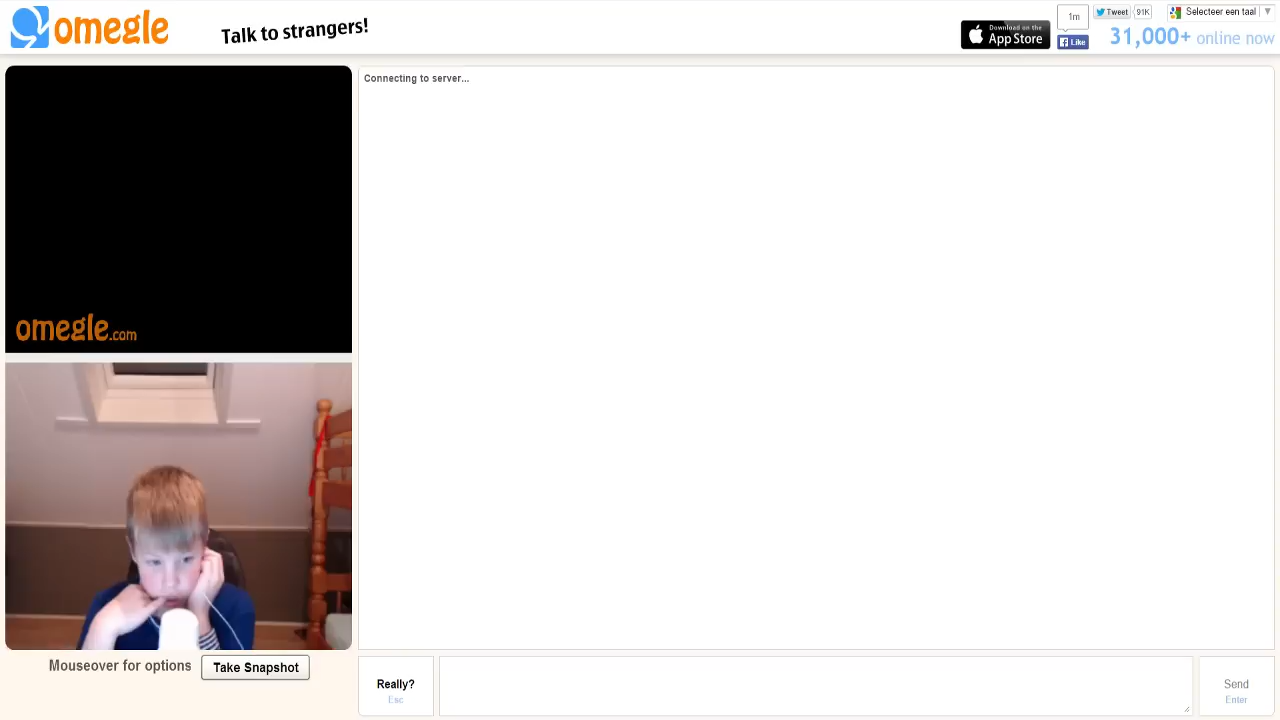 omegle
Talk to strangers!
Download on the
App Store
1m
Like
Tweet
91K
Selecteer een taal
31,000+ online now
Connecting to server...
omegle.com
Mouseover for options
Take Snapshot
Really?
Esc
Send
Enter